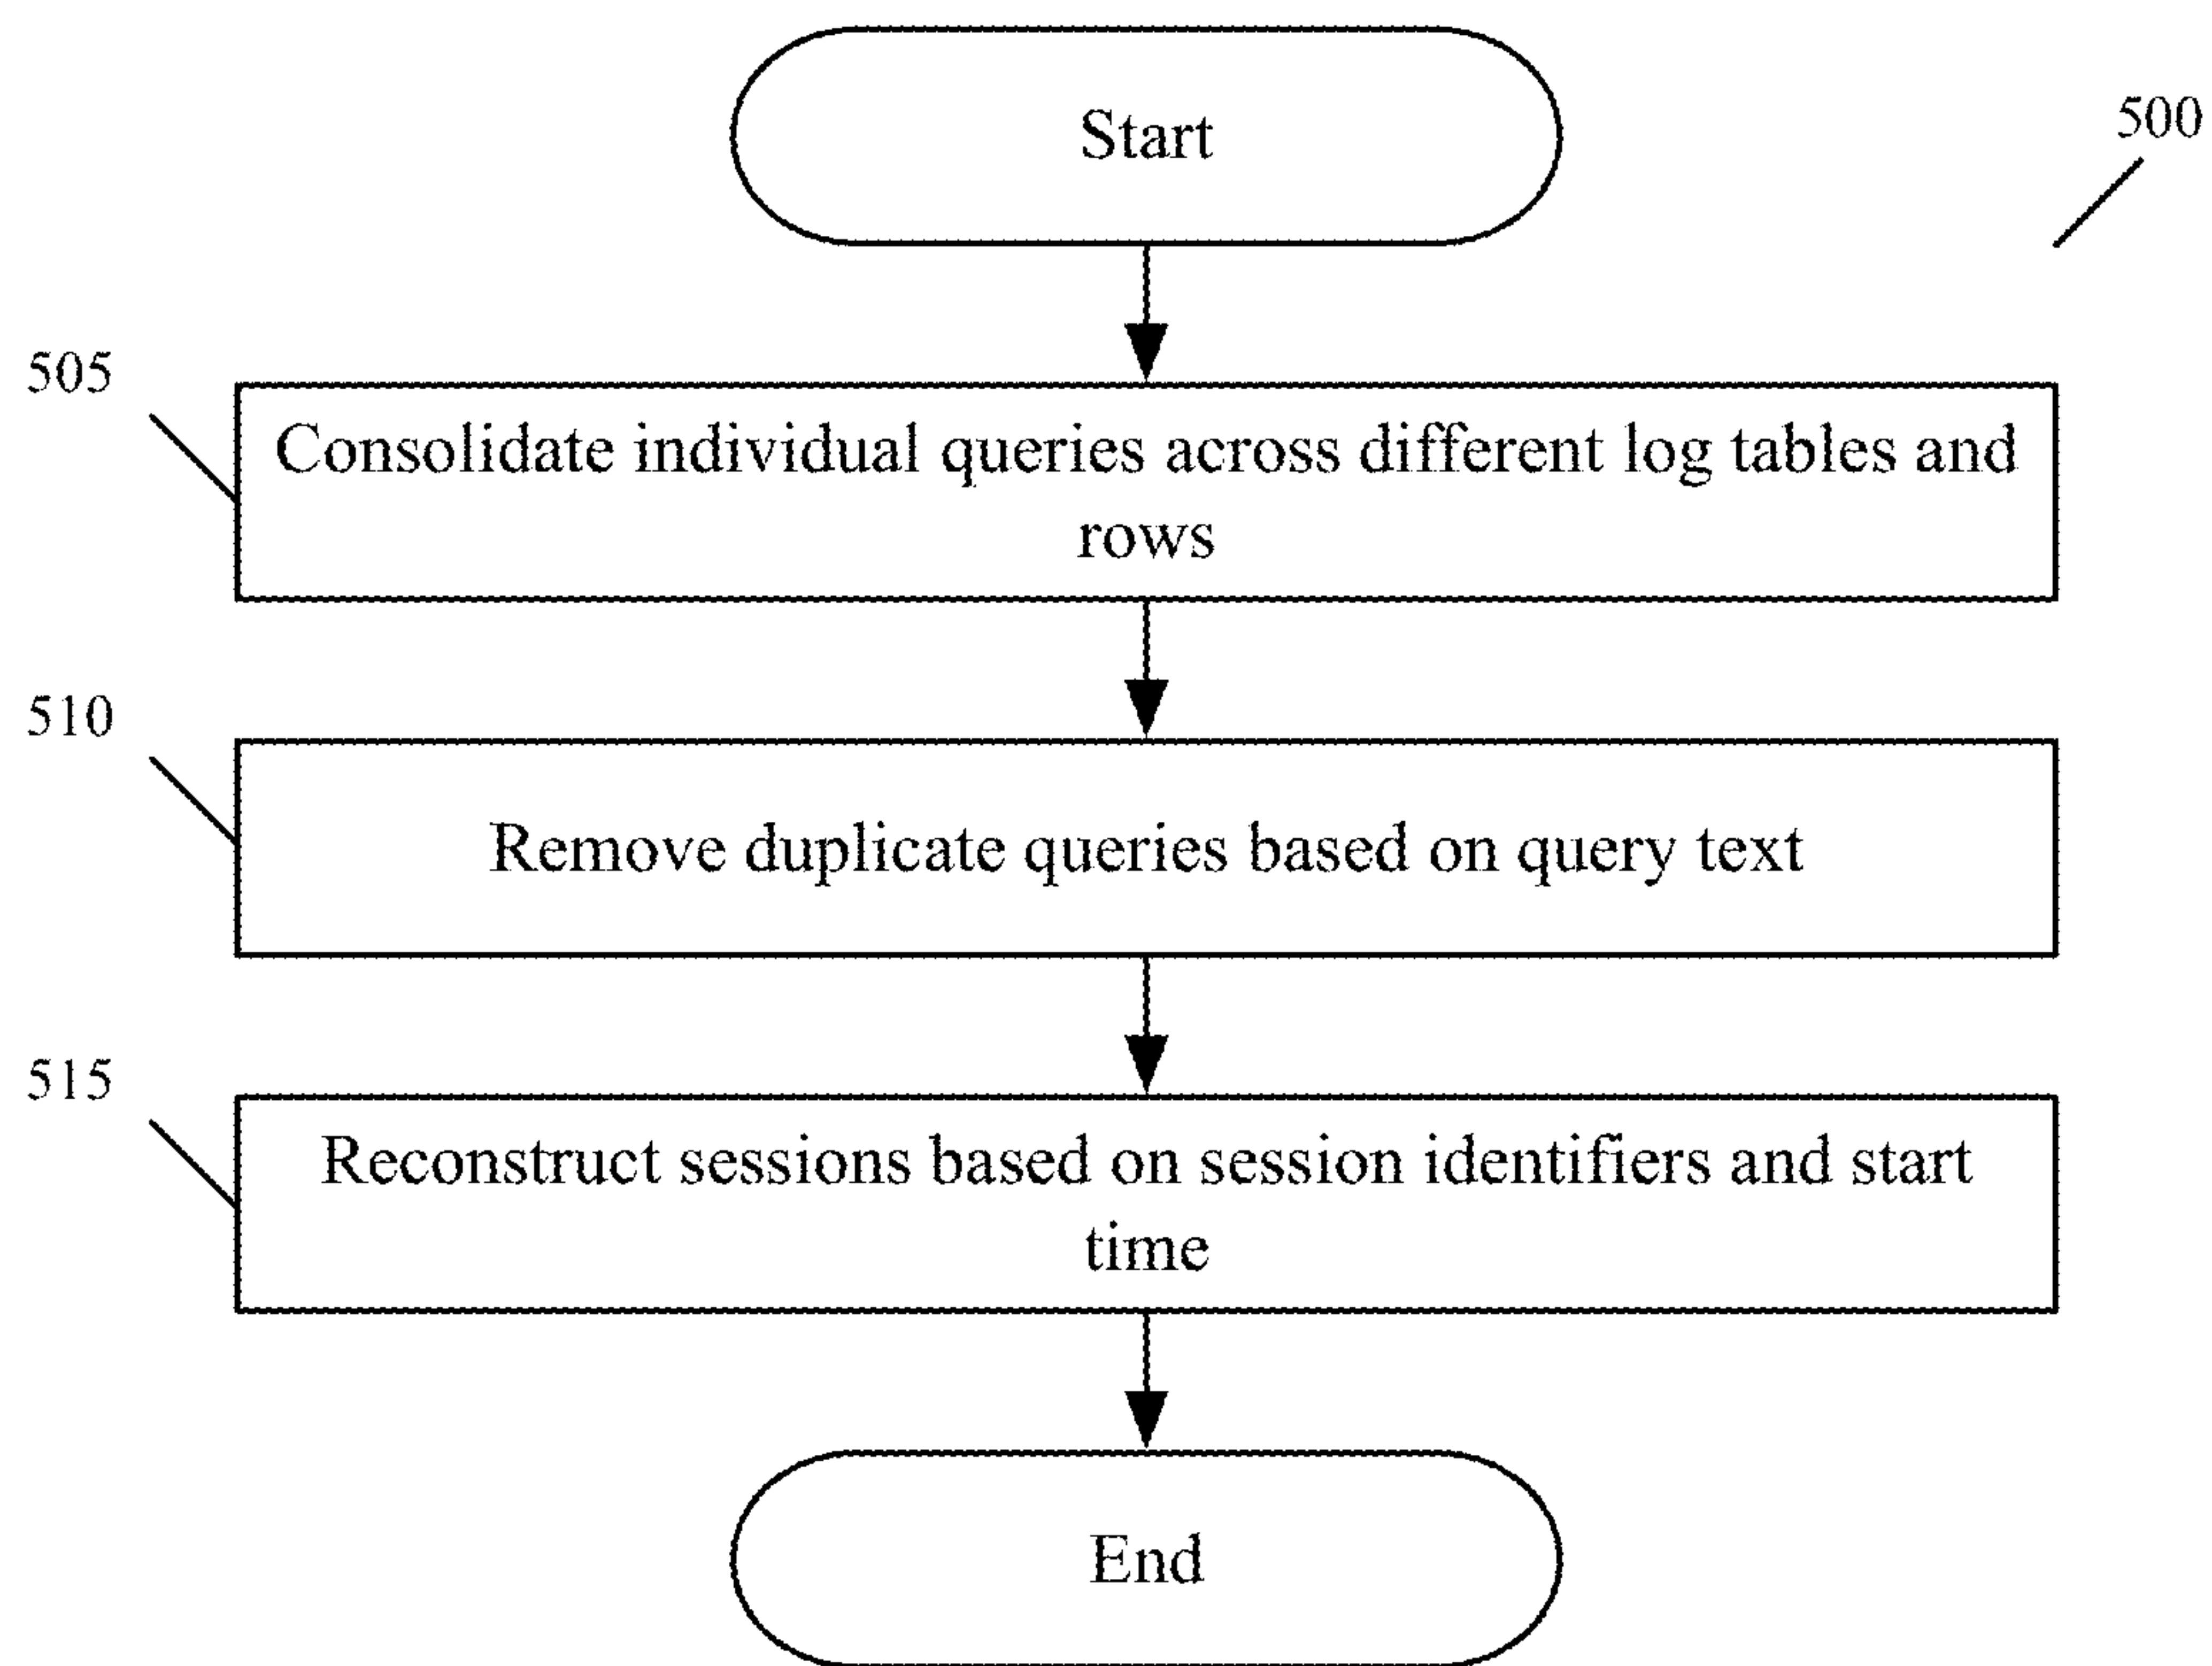 Start
500
505
Consolidate individual queries across different log tables and
rows
510
Remove duplicate queries based on query text
515
Reconstruct sessions based on session identifiers and start
time
End